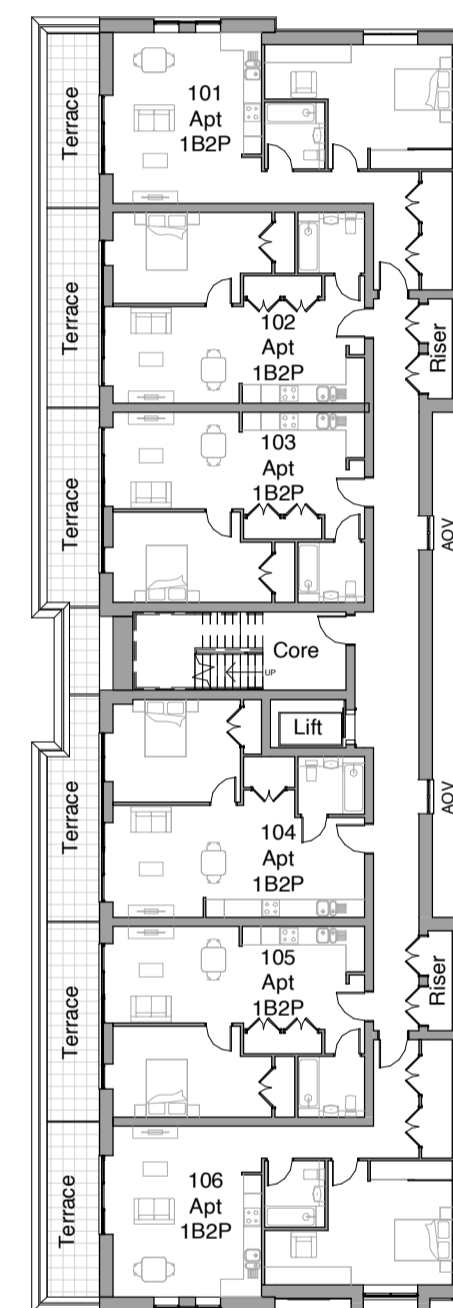 Terrace
101
Apt
1B2P
Terrace
102
Apt
1B2P
Riser
Terrace
103
Apt
1B2P
AOV
Core
UP
Lift
AOV
Terrace
104
Apt
1B2P
Terrace
105
Apt
1B2P
Riser
Terrace
106
Apt
1B2P